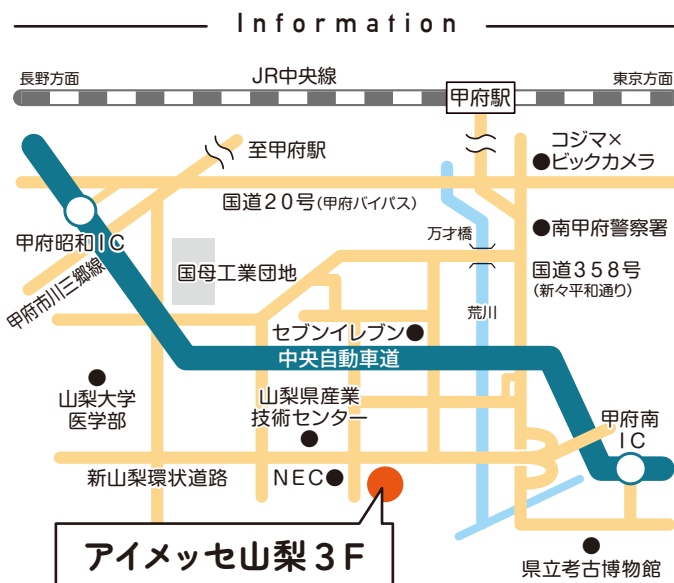 Information
長野方面
JR中央線
東京方面
甲府駅
至甲府駅
コジマ×
ビックカメラ
国道20号(甲府バイパス)
甲府昭和IC
万才橋
南甲府警察署
甲府市川三郷線
国母工業団地
国道358号
(新々平和通り)
荒川
セブンイレブン
中央自動車道
山梨大学
医学部
山梨県産業
技術センター
甲府南
IC
新山梨環状道路
NEC
アイメッセ山梨3F
県立考古博物館